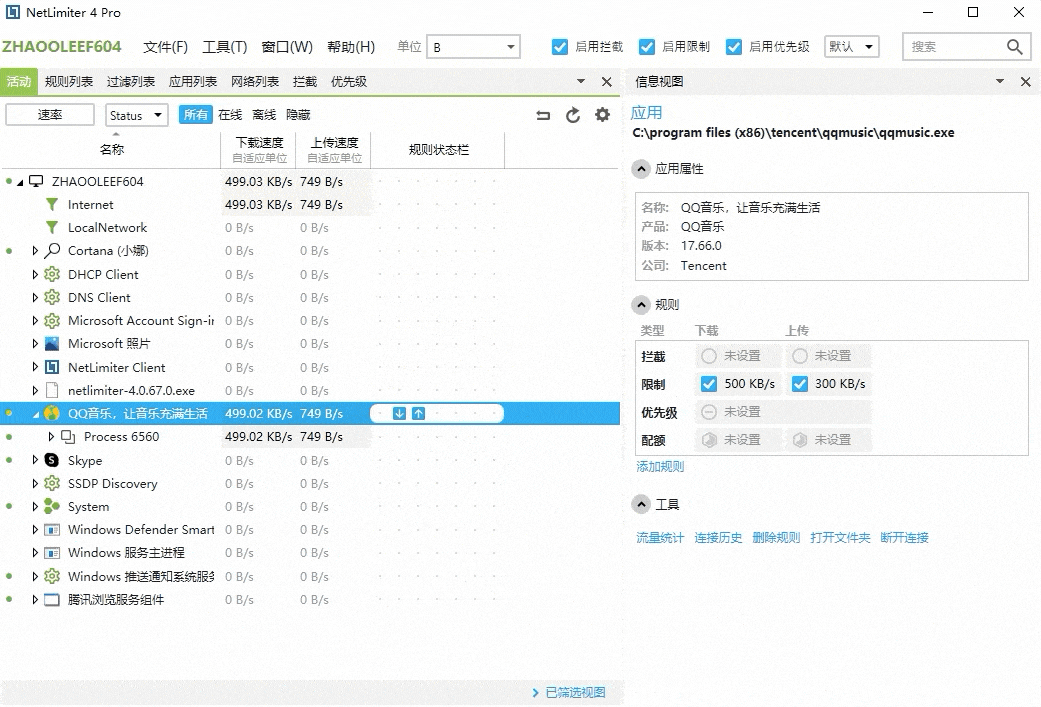 NetLimiter 4 Pro
ZHAOOLEEF604 文件(F) 工具(T) 窗口(W) 帮助(H) 单位 B 启用拦截 启用限制 启用优先级 默认 搜索
活动 规则列表 过滤列表 应用列表 网络列表 拦截 优先级
速率 Status 所有 在线 离线 隐藏
名称 下载速度 上传速度 规则状态栏
自适应单位 自适应单位
ZHAOOLEEF604 499.03 KB/s 749 B/s
Internet 499.03 KB/s 749 B/s
LocalNetwork 0 B/s 0 B/s
Cortana (小娜) 0 B/s 0 B/s
DHCP Client 0 B/s 0 B/s
DNS Client 0 B/s 0 B/s
Microsoft Account Sign-in 0 B/s 0 B/s
Microsoft 照片 0 B/s 0 B/s
NetLimiter Client 0 B/s 0 B/s
netlimiter-4.0.67.0.exe 0 B/s 0 B/s
QQ音乐，让音乐充满生活 499.02 KB/s 749 B/s
Process 6560 499.02 KB/s 749 B/s
Skype 0 B/s 0 B/s
SSDP Discovery 0 B/s 0 B/s
System 0 B/s 0 B/s
Windows Defender Smart 0 B/s 0 B/s
Windows 服务主进程 0 B/s 0 B/s
Windows 推送通知系统服务 0 B/s 0 B/s
腾讯浏览服务组件 0 B/s 0 B/s
已筛选视图
信息视图
应用
C:\program files (x86)\tencent\qqmusic\qqmusic.exe
应用属性
名称: QQ音乐，让音乐充满生活
产品: QQ音乐
版本: 17.66.0
公司: Tencent
规则
类型 下载 上传
拦截 未设置 未设置
限制 500 KB/s 300 KB/s
优先级 未设置
配额 未设置 未设置
添加规则
工具
流量统计 连接历史 删除规则 打开文件夹 断开连接